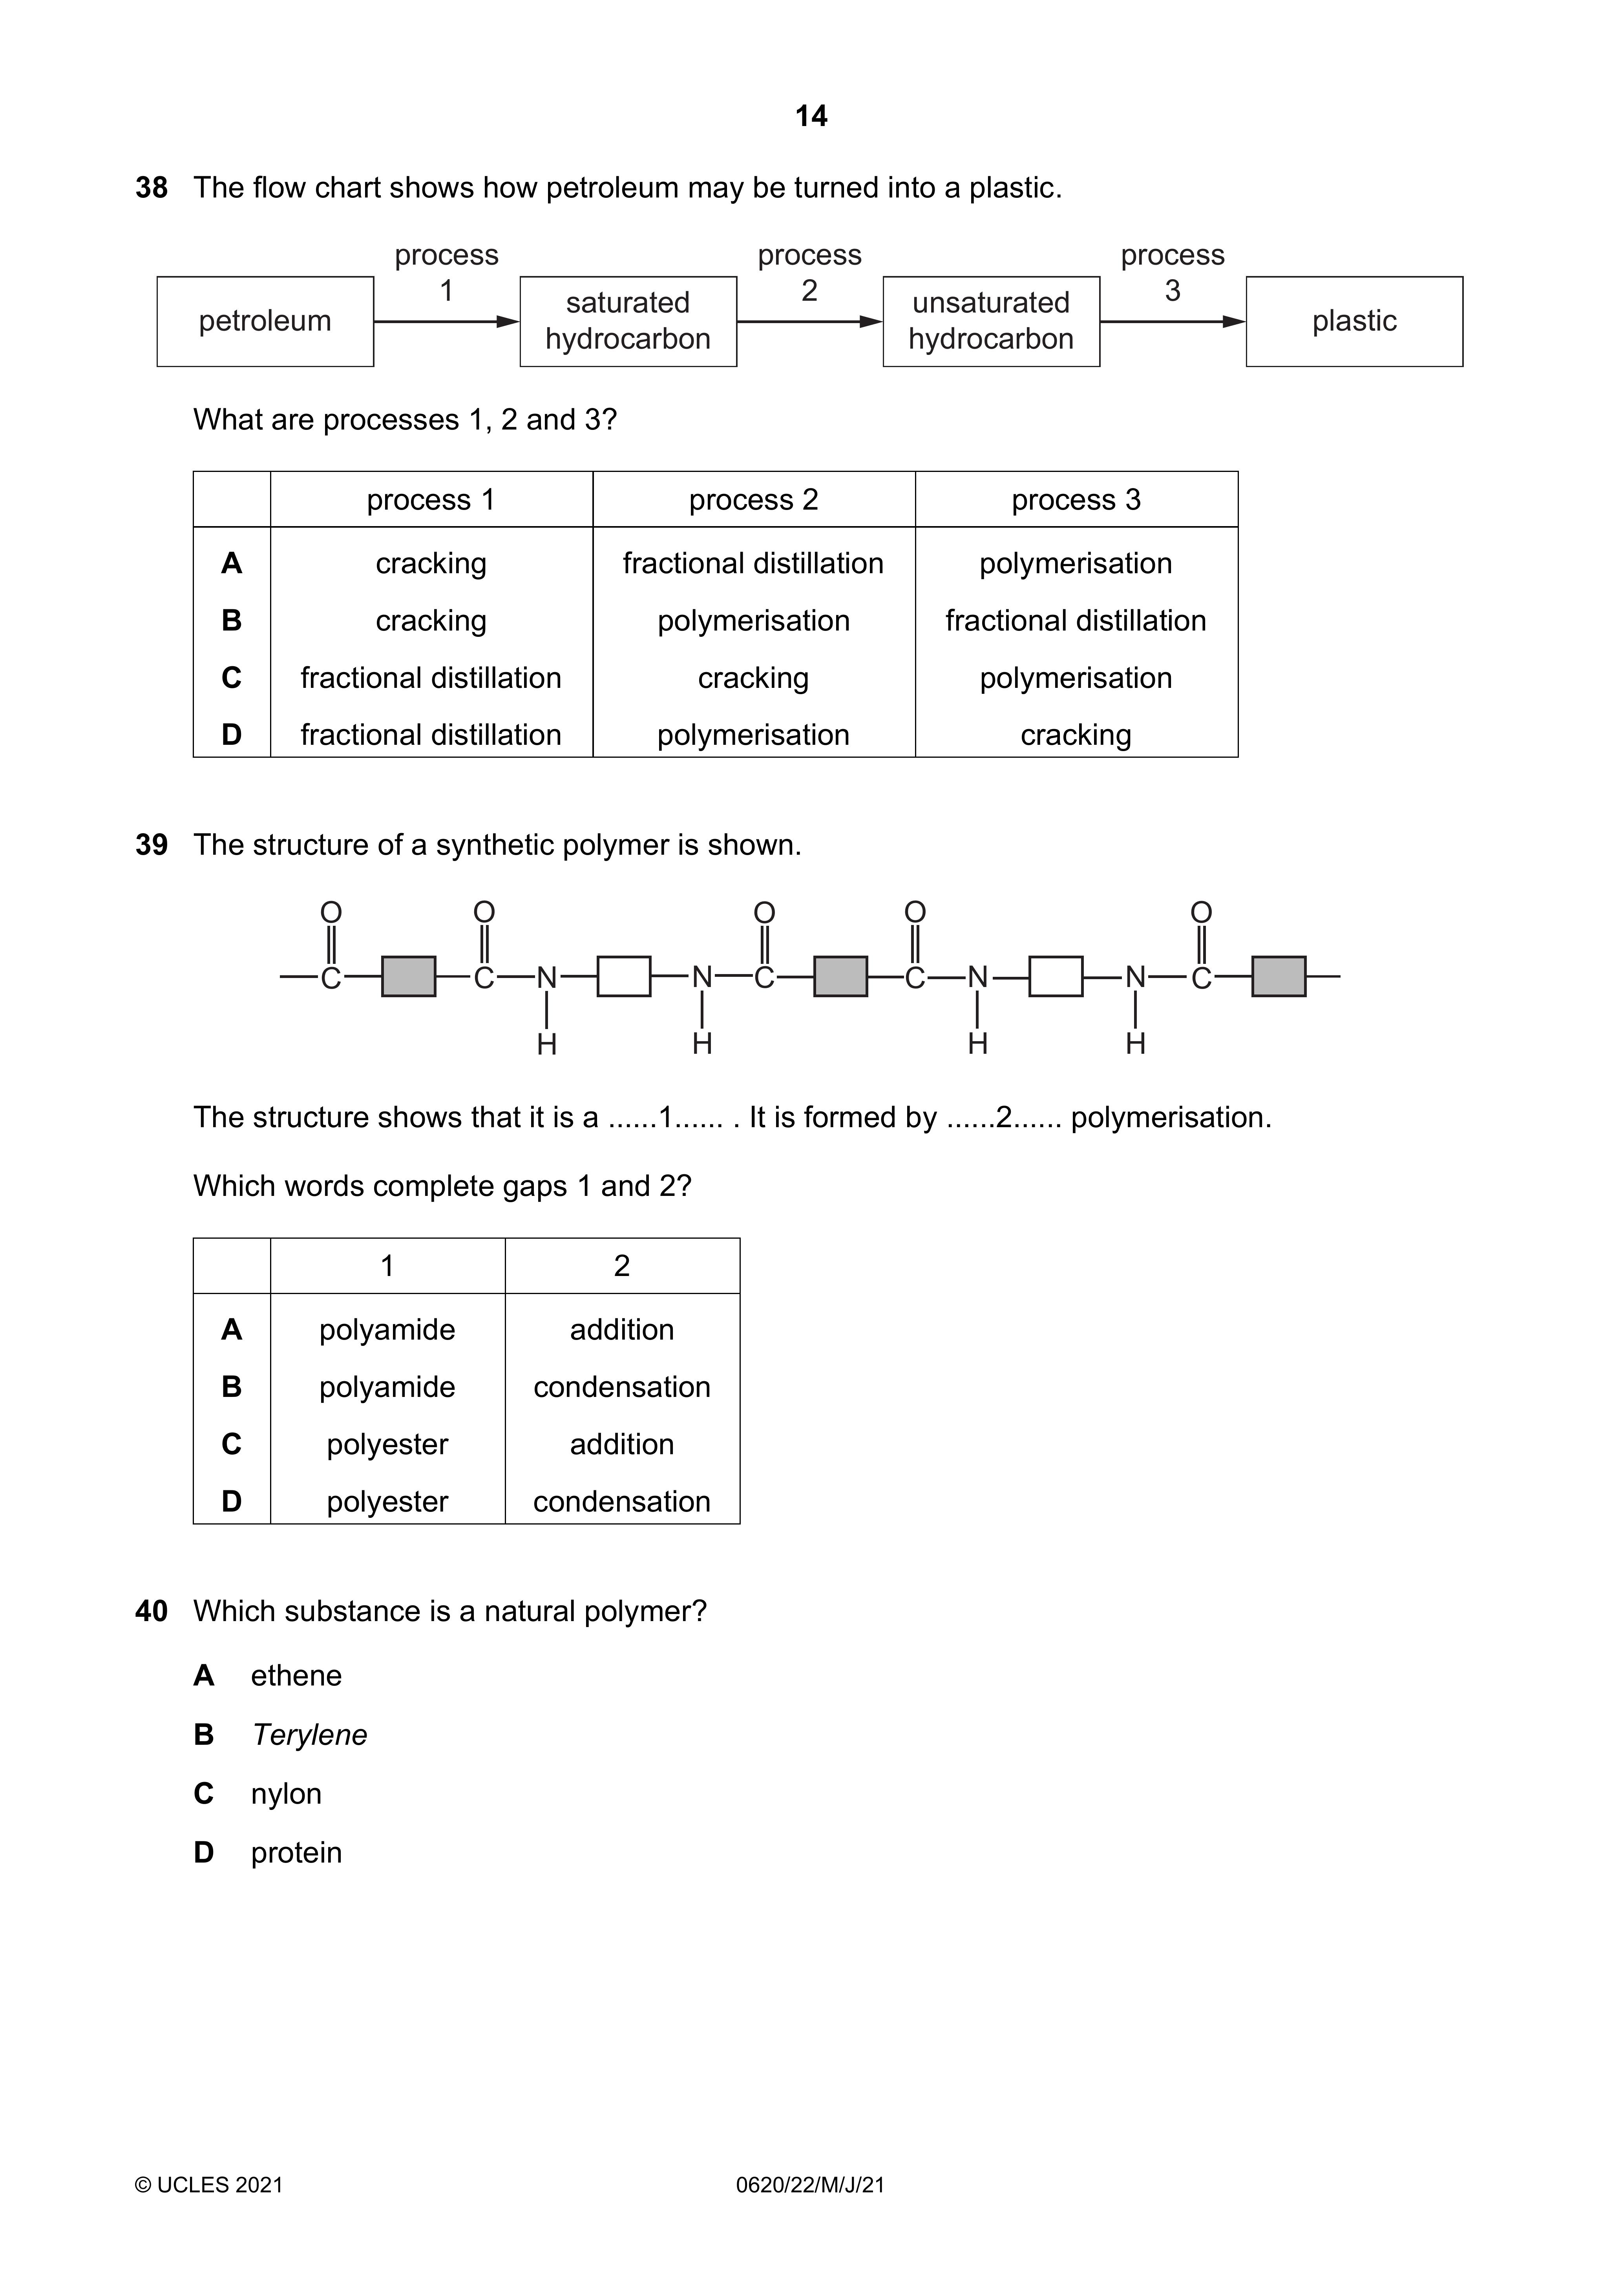 14
38 The flow chart shows how petroleum may be turned into a plastic.
process process process
1 2 3
petroleum saturated hydrocarbon unsaturated hydrocarbon plastic
What are processes 1, 2 and 3?
process 1 process 2 process 3
A cracking fractional distillation polymerisation
B cracking polymerisation fractional distillation
C fractional distillation cracking polymerisation
D fractional distillation polymerisation cracking
39 The structure of a synthetic polymer is shown.
O O O O O
C C N N C C N N C
H H H H
The structure shows that it is a ......1...... . It is formed by ......2...... polymerisation.
Which words complete gaps 1 and 2?
1 2
A polyamide addition
B polyamide condensation
C polyester addition
D polyester condensation
40 Which substance is a natural polymer?
A ethene
B Terylene
C nylon
D protein
© UCLES 2021 0620/22/M/J/21